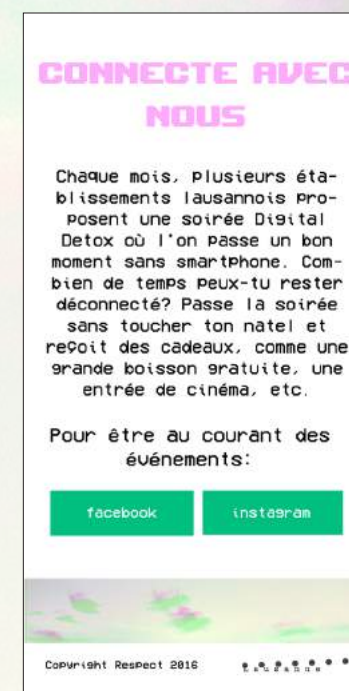 CONNECTE AVEC
NOUS
Chaque mois, plusieurs éta-
blissements lausannois pro-
posent une soirée Digital
Detox où l'on passe un bon
moment sans smartphone. Com-
bien de temps peux-tu rester
déconnecté? Passe la soirée
sans toucher ton natel et
reçoit des cadeaux, comme une
grande boisson gratuite, une
entrée de cinéma, etc.
Pour être au courant des
événements:
facebook instagram
Copyright Respect 2016 Lausanne